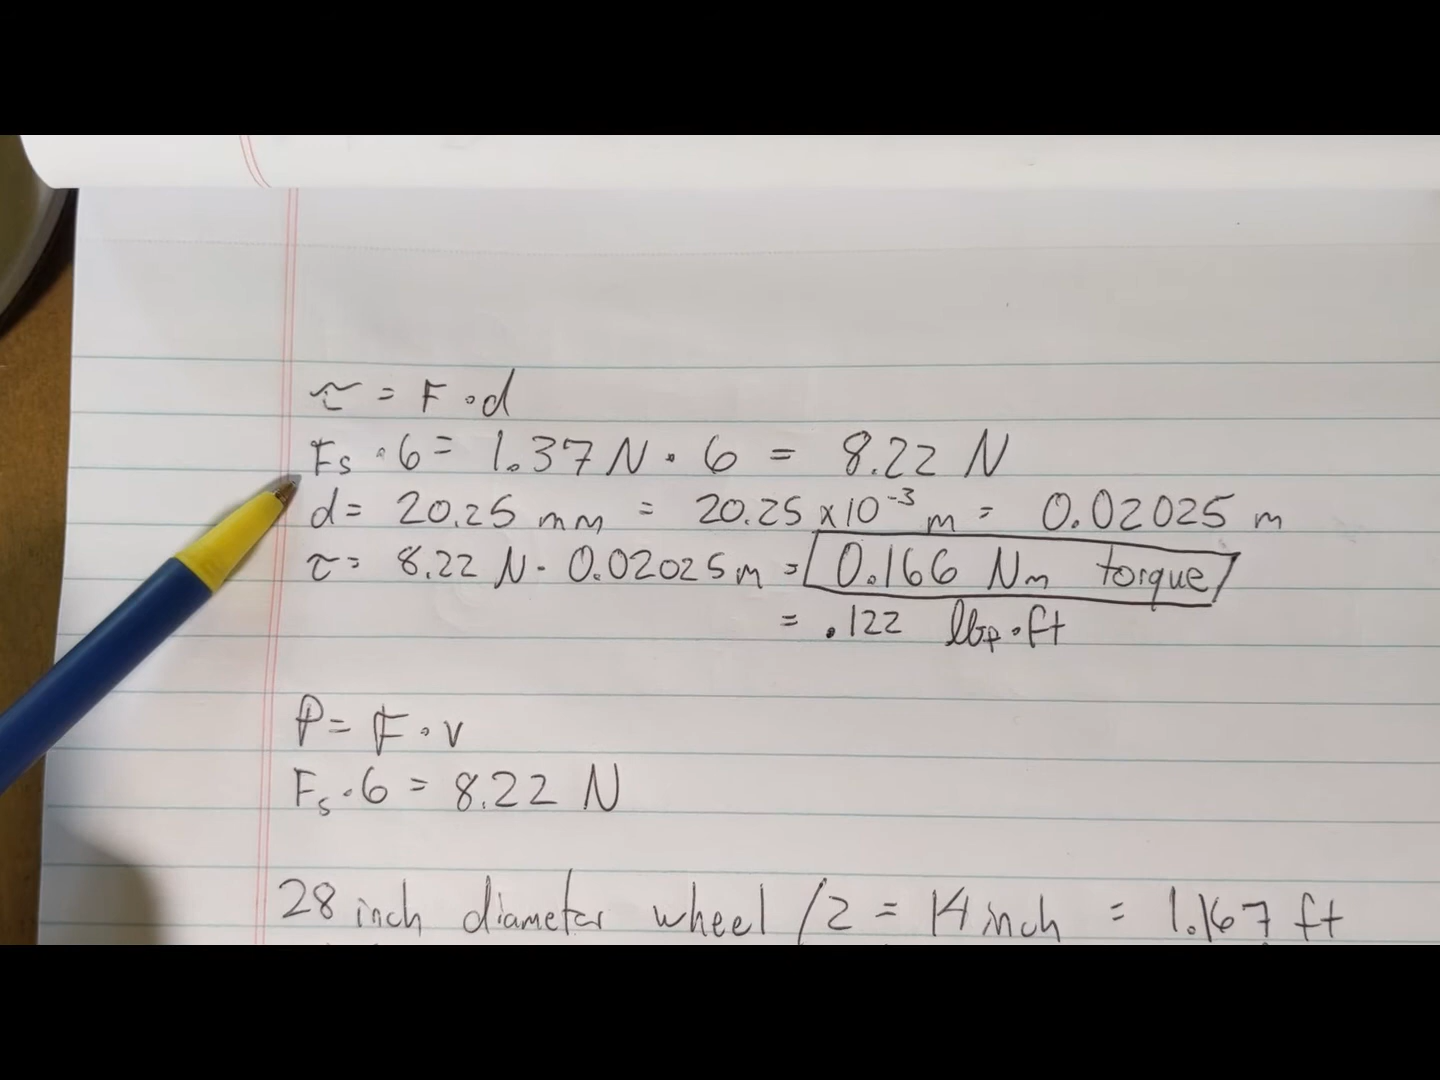 τ = F·d
Fs · 6 = 1.37 N · 6 = 8.22 N
d = 20.25 mm = 20.25 x10⁻³ m = 0.02025 m
τ = 8.22 N · 0.02025 m = 0.166 Nm torque
= .122 lbf·ft
P = F·v
Fs · 6 = 8.22 N
28 inch diameter wheel /2 = 14 inch = 1.167 ft